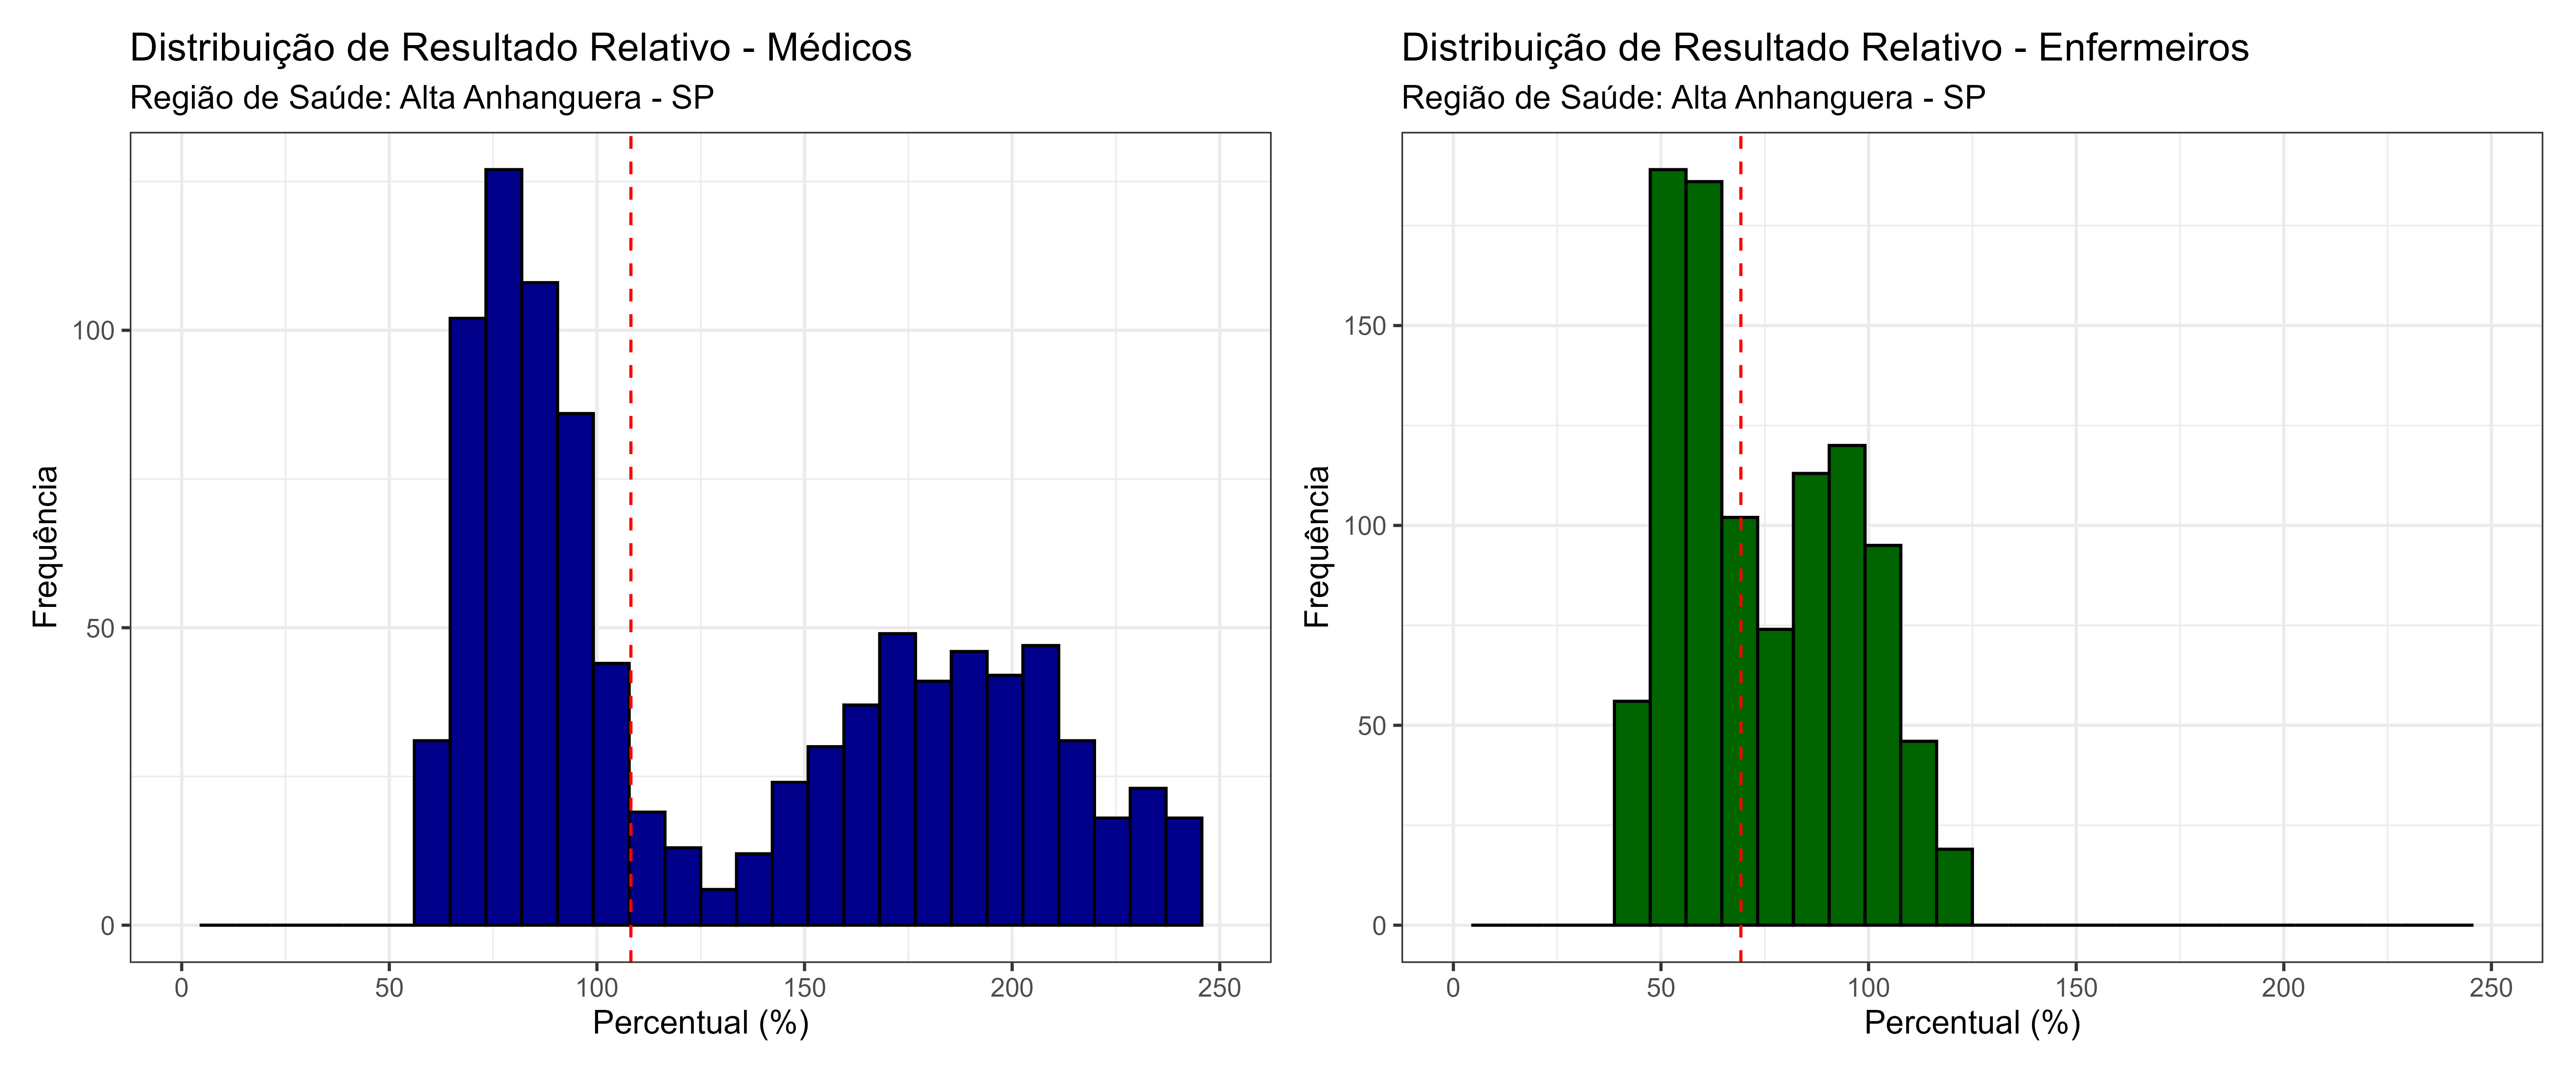 Distribuição de Resultado Relativo - Médicos
Região de Saúde: Alta Anhanguera - SP
Frequência
100
50
0
0 50 100 150 200 250
Percentual (%)
Distribuição de Resultado Relativo - Enfermeiros
Região de Saúde: Alta Anhanguera - SP
Frequência
150
100
50
0
0 50 100 150 200 250
Percentual (%)